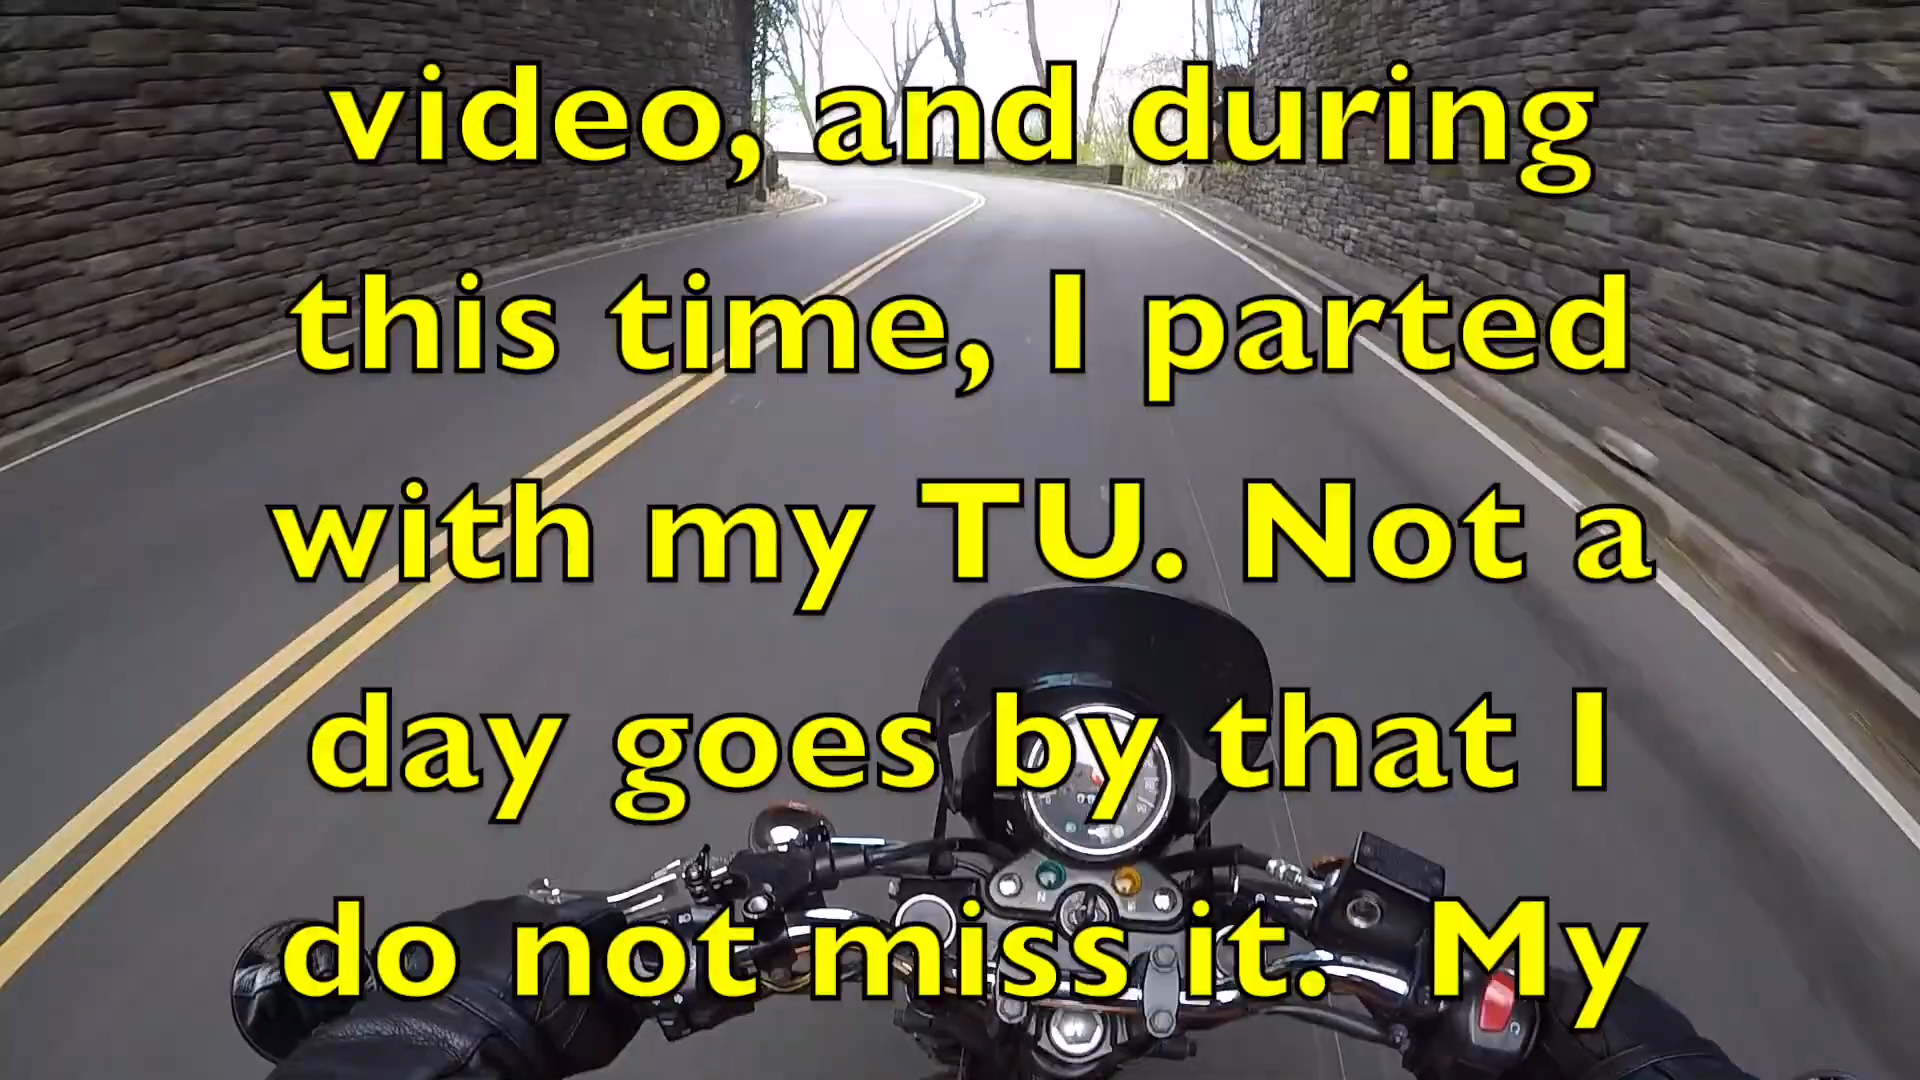 video, and during
this time, I parted
with my TU. Not a
day goes by that I
do not miss it.  My